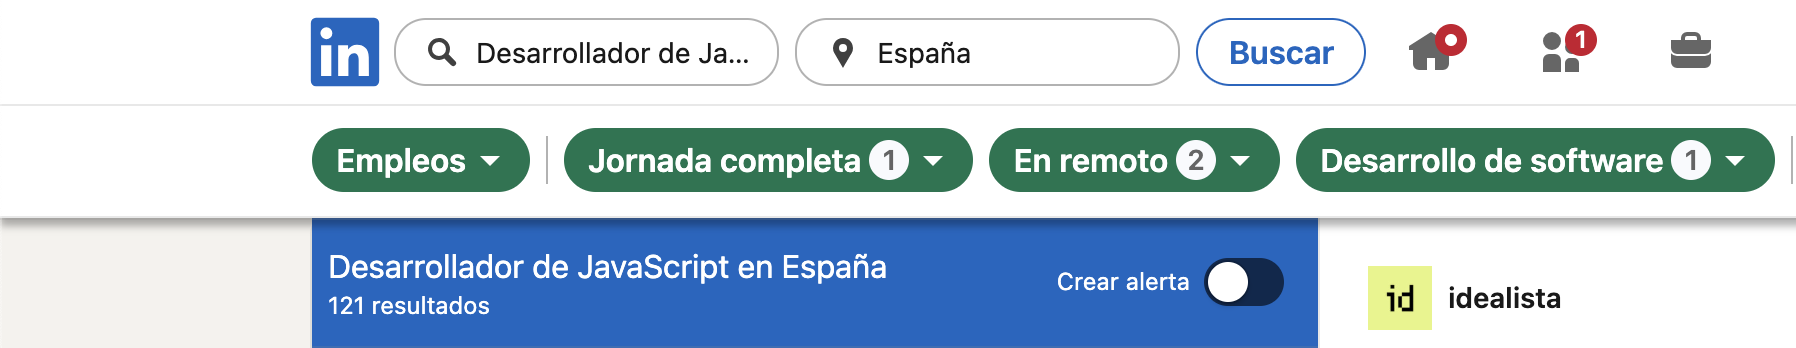 in
Desarrollador de Ja...
España
Buscar
1
Empleos
Jornada completa 1
En remoto 2
Desarrollo de software 1
Desarrollador de JavaScript en España
121 resultados
Crear alerta
id
idealista